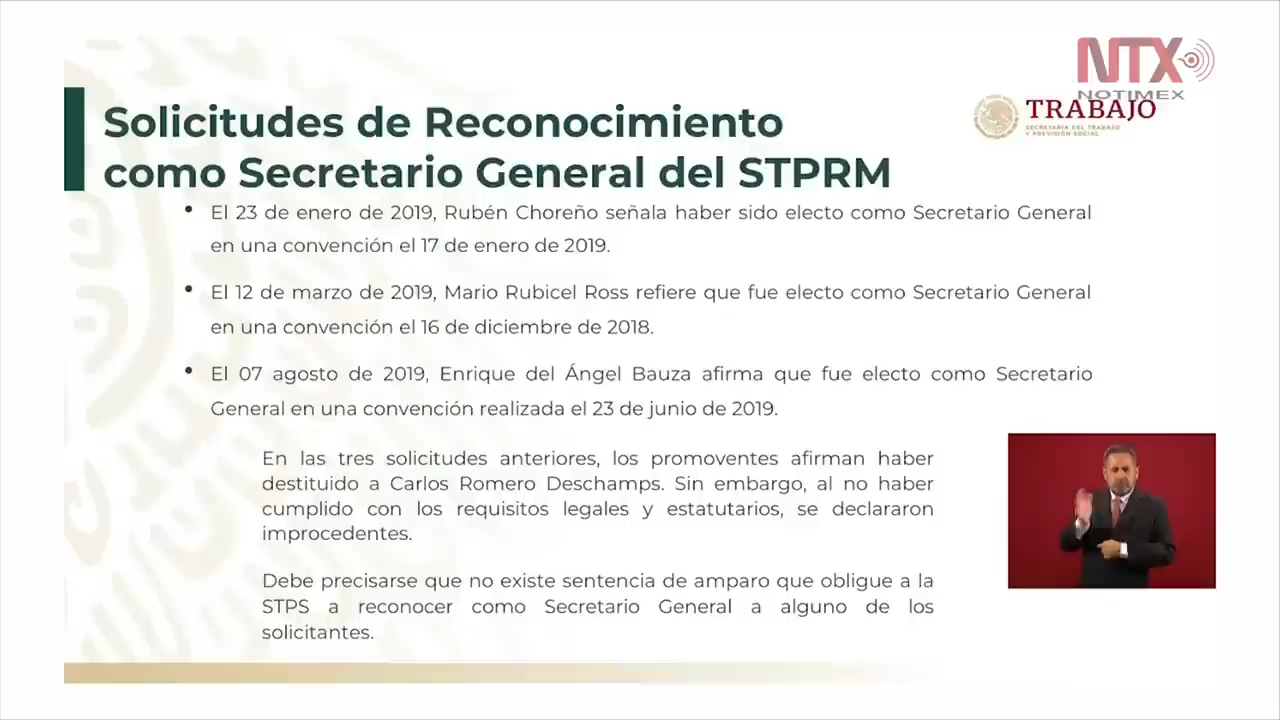 NTX
NOTIMEX
Solicitudes de Reconocimiento
como Secretario General del STPRM
TRABAJO
SECRETARÍA DEL TRABAJO
Y PREVISIÓN SOCIAL
• El 23 de enero de 2019, Rubén Choreño señala haber sido electo como Secretario General
en una convención el 17 de enero de 2019.
• El 12 de marzo de 2019, Mario Rubicel Ross refiere que fue electo como Secretario General
en una convención el 16 de diciembre de 2018.
• El 07 agosto de 2019, Enrique del Ángel Bauza afirma que fue electo como Secretario
General en una convención realizada el 23 de junio de 2019.
En las tres solicitudes anteriores, los promoventes afirman haber
destituido a Carlos Romero Deschamps. Sin embargo, al no haber
cumplido con los requisitos legales y estatutarios, se declararon
improcedentes.
Debe precisarse que no existe sentencia de amparo que obligue a la
STPS a reconocer como Secretario General a alguno de los
solicitantes.